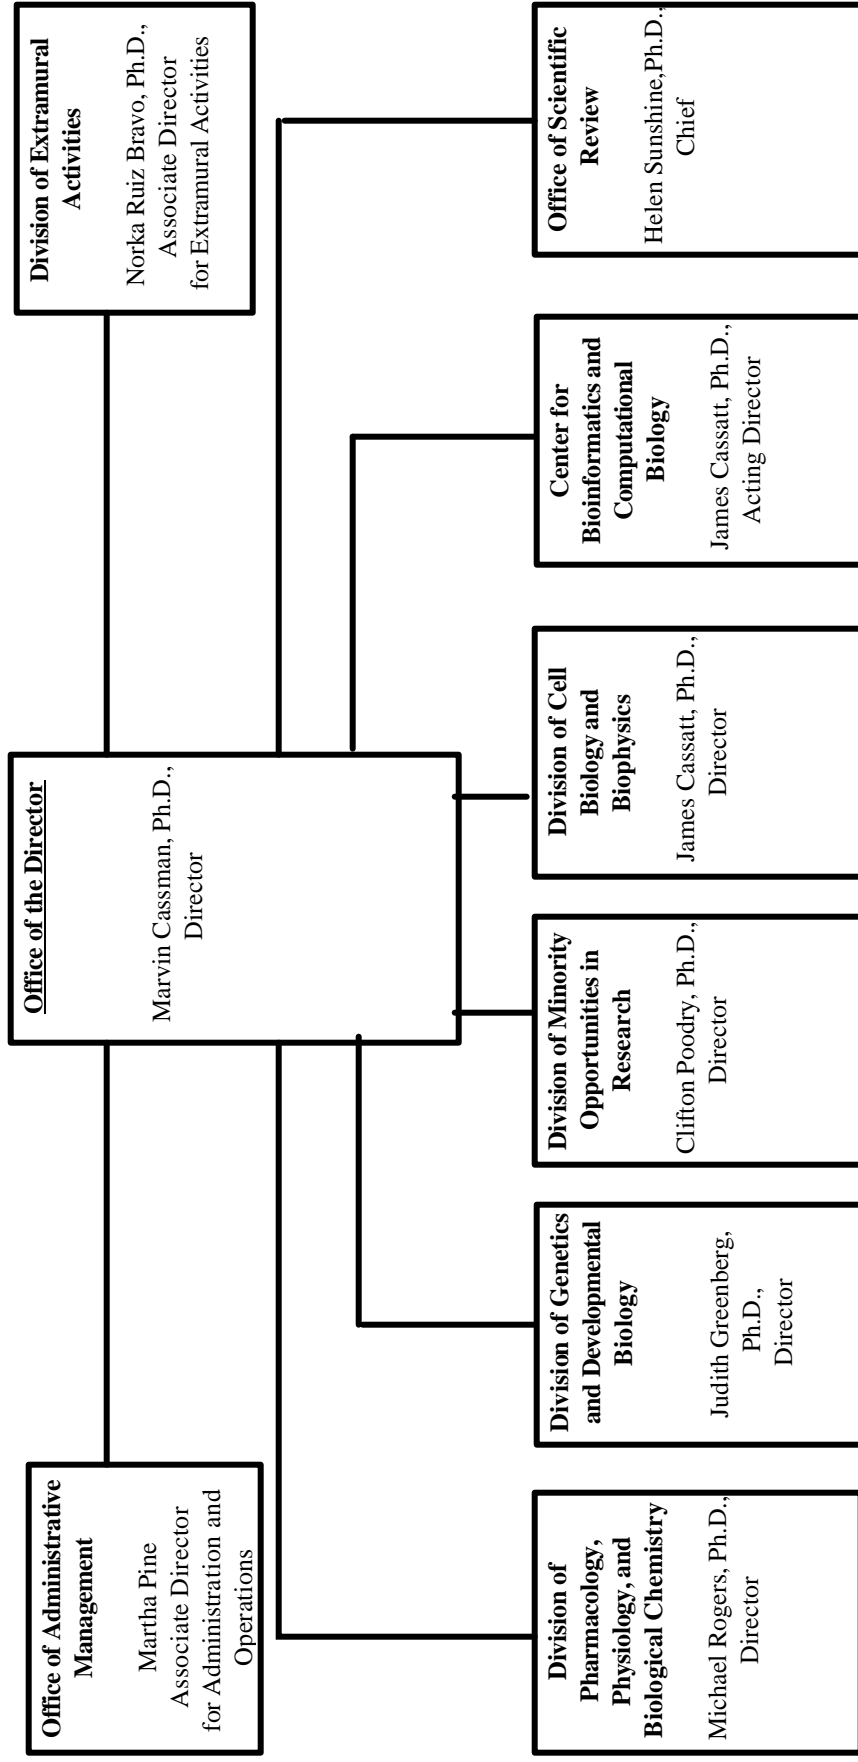 Office of the Director
Marvin Cassman, Ph.D.,
Director
Office of Administrative
Management
Martha Pine
Associate Director
for Administration and
Operations
Division of Extramural
Activities
Norka Ruiz Bravo, Ph.D.,
Associate Director
for Extramural Activities
Division of
Pharmacology,
Physiology, and
Biological Chemistry
Michael Rogers, Ph.D.,
Director
Division of Genetics
and Developmental
Biology
Judith Greenberg,
Ph.D.,
Director
Division of Minority
Opportunities in
Research
Clifton Poodry, Ph.D.,
Director
Division of Cell
Biology and
Biophysics
James Cassatt, Ph.D.,
Director
Center for
Bioinformatics and
Computational
Biology
James Cassatt, Ph.D.,
Acting Director
Office of Scientific
Review
Helen Sunshine,Ph.D.,
Chief